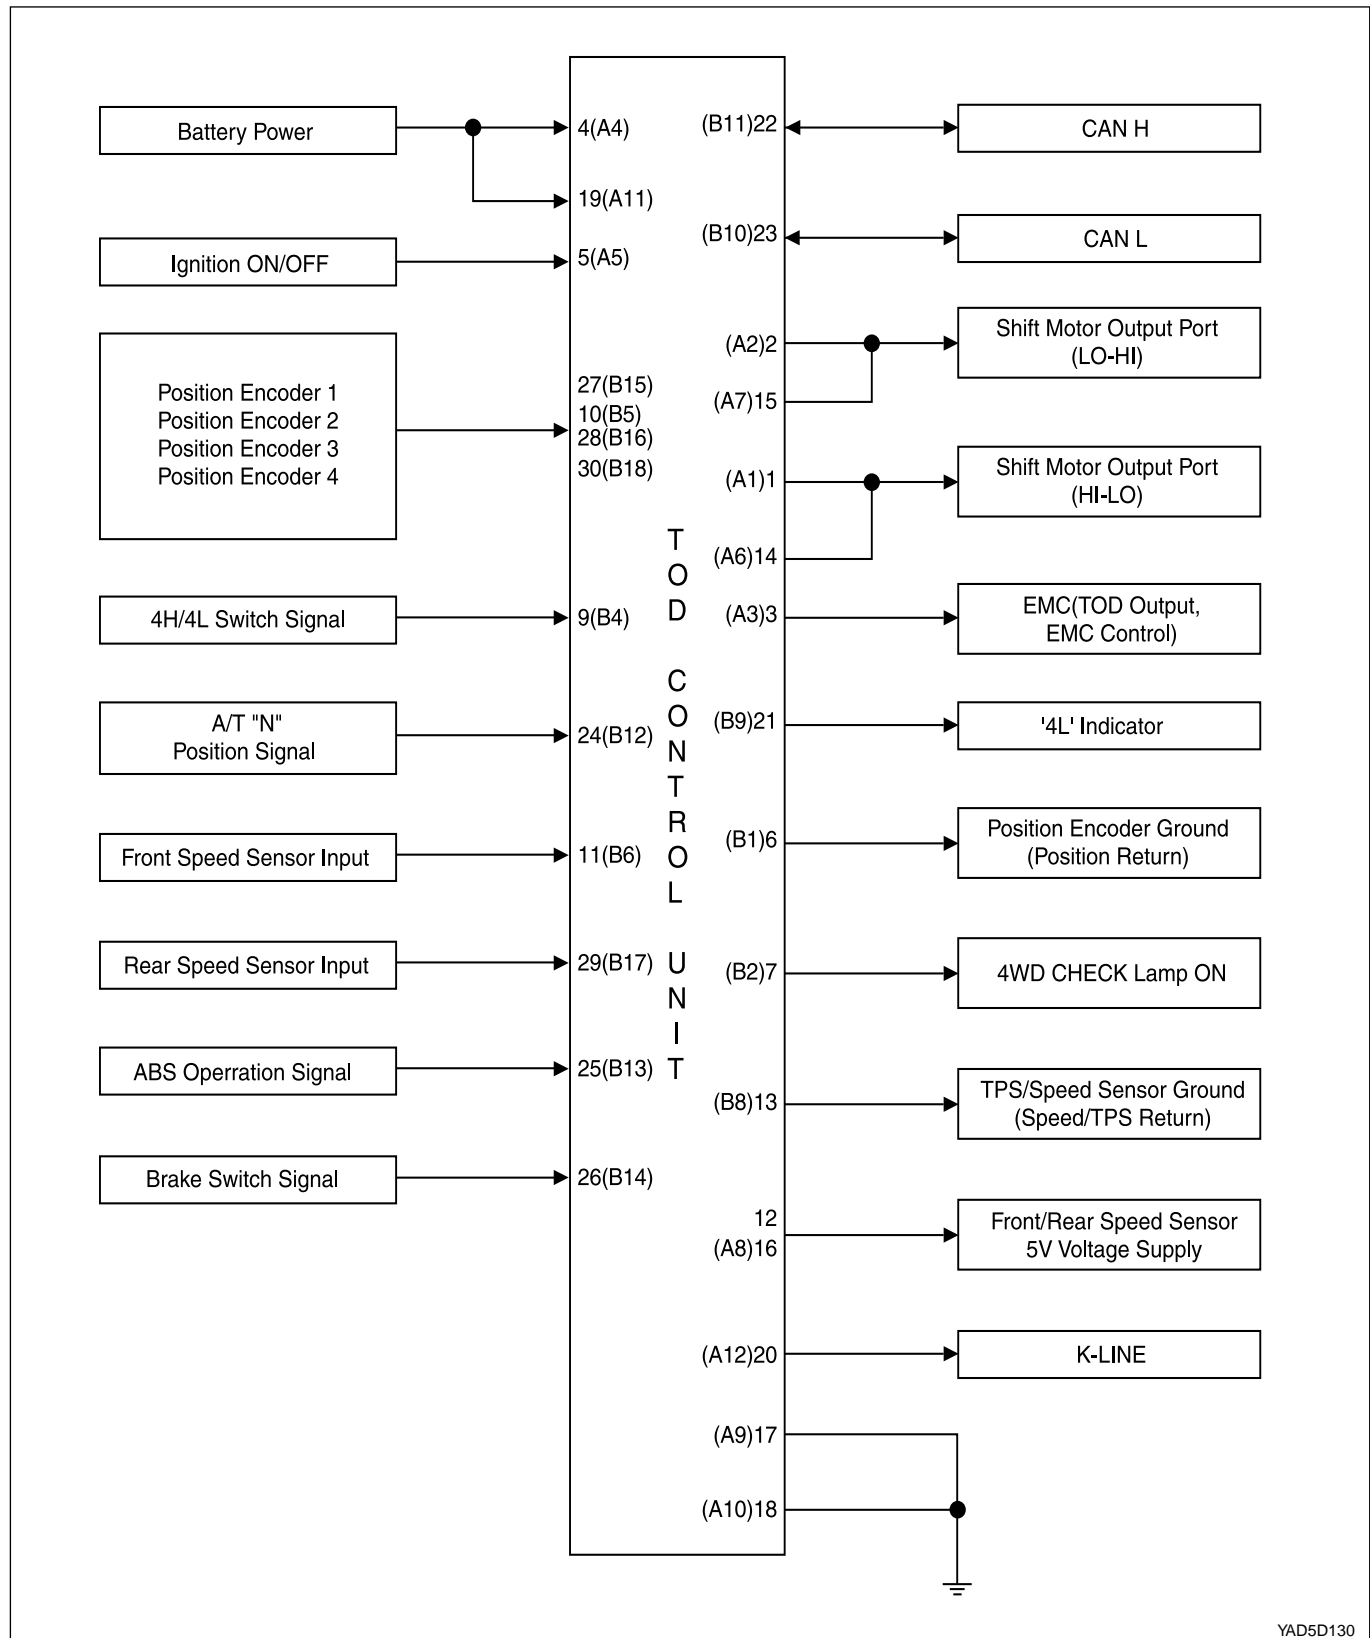 Battery Power
4(A4)
19(A11)
Ignition ON/OFF
5(A5)
Position Encoder 1
Position Encoder 2
Position Encoder 3
Position Encoder 4
27(B15)
10(B5)
28(B16)
30(B18)
4H/4L Switch Signal
9(B4)
A/T "N"
Position Signal
24(B12)
Front Speed Sensor Input
11(B6)
Rear Speed Sensor Input
29(B17)
ABS Operration Signal
25(B13)
Brake Switch Signal
26(B14)
TOD CONTROL UNIT
(B11)22
CAN H
(B10)23
CAN L
(A2)2
(A7)15
Shift Motor Output Port
(LO-HI)
(A1)1
(A6)14
Shift Motor Output Port
(HI-LO)
(A3)3
EMC(TOD Output,
EMC Control)
(B9)21
'4L' Indicator
(B1)6
Position Encoder Ground
(Position Return)
(B2)7
4WD CHECK Lamp ON
(B8)13
TPS/Speed Sensor Ground
(Speed/TPS Return)
12
(A8)16
Front/Rear Speed Sensor
5V Voltage Supply
(A12)20
K-LINE
(A9)17
(A10)18
YAD5D130